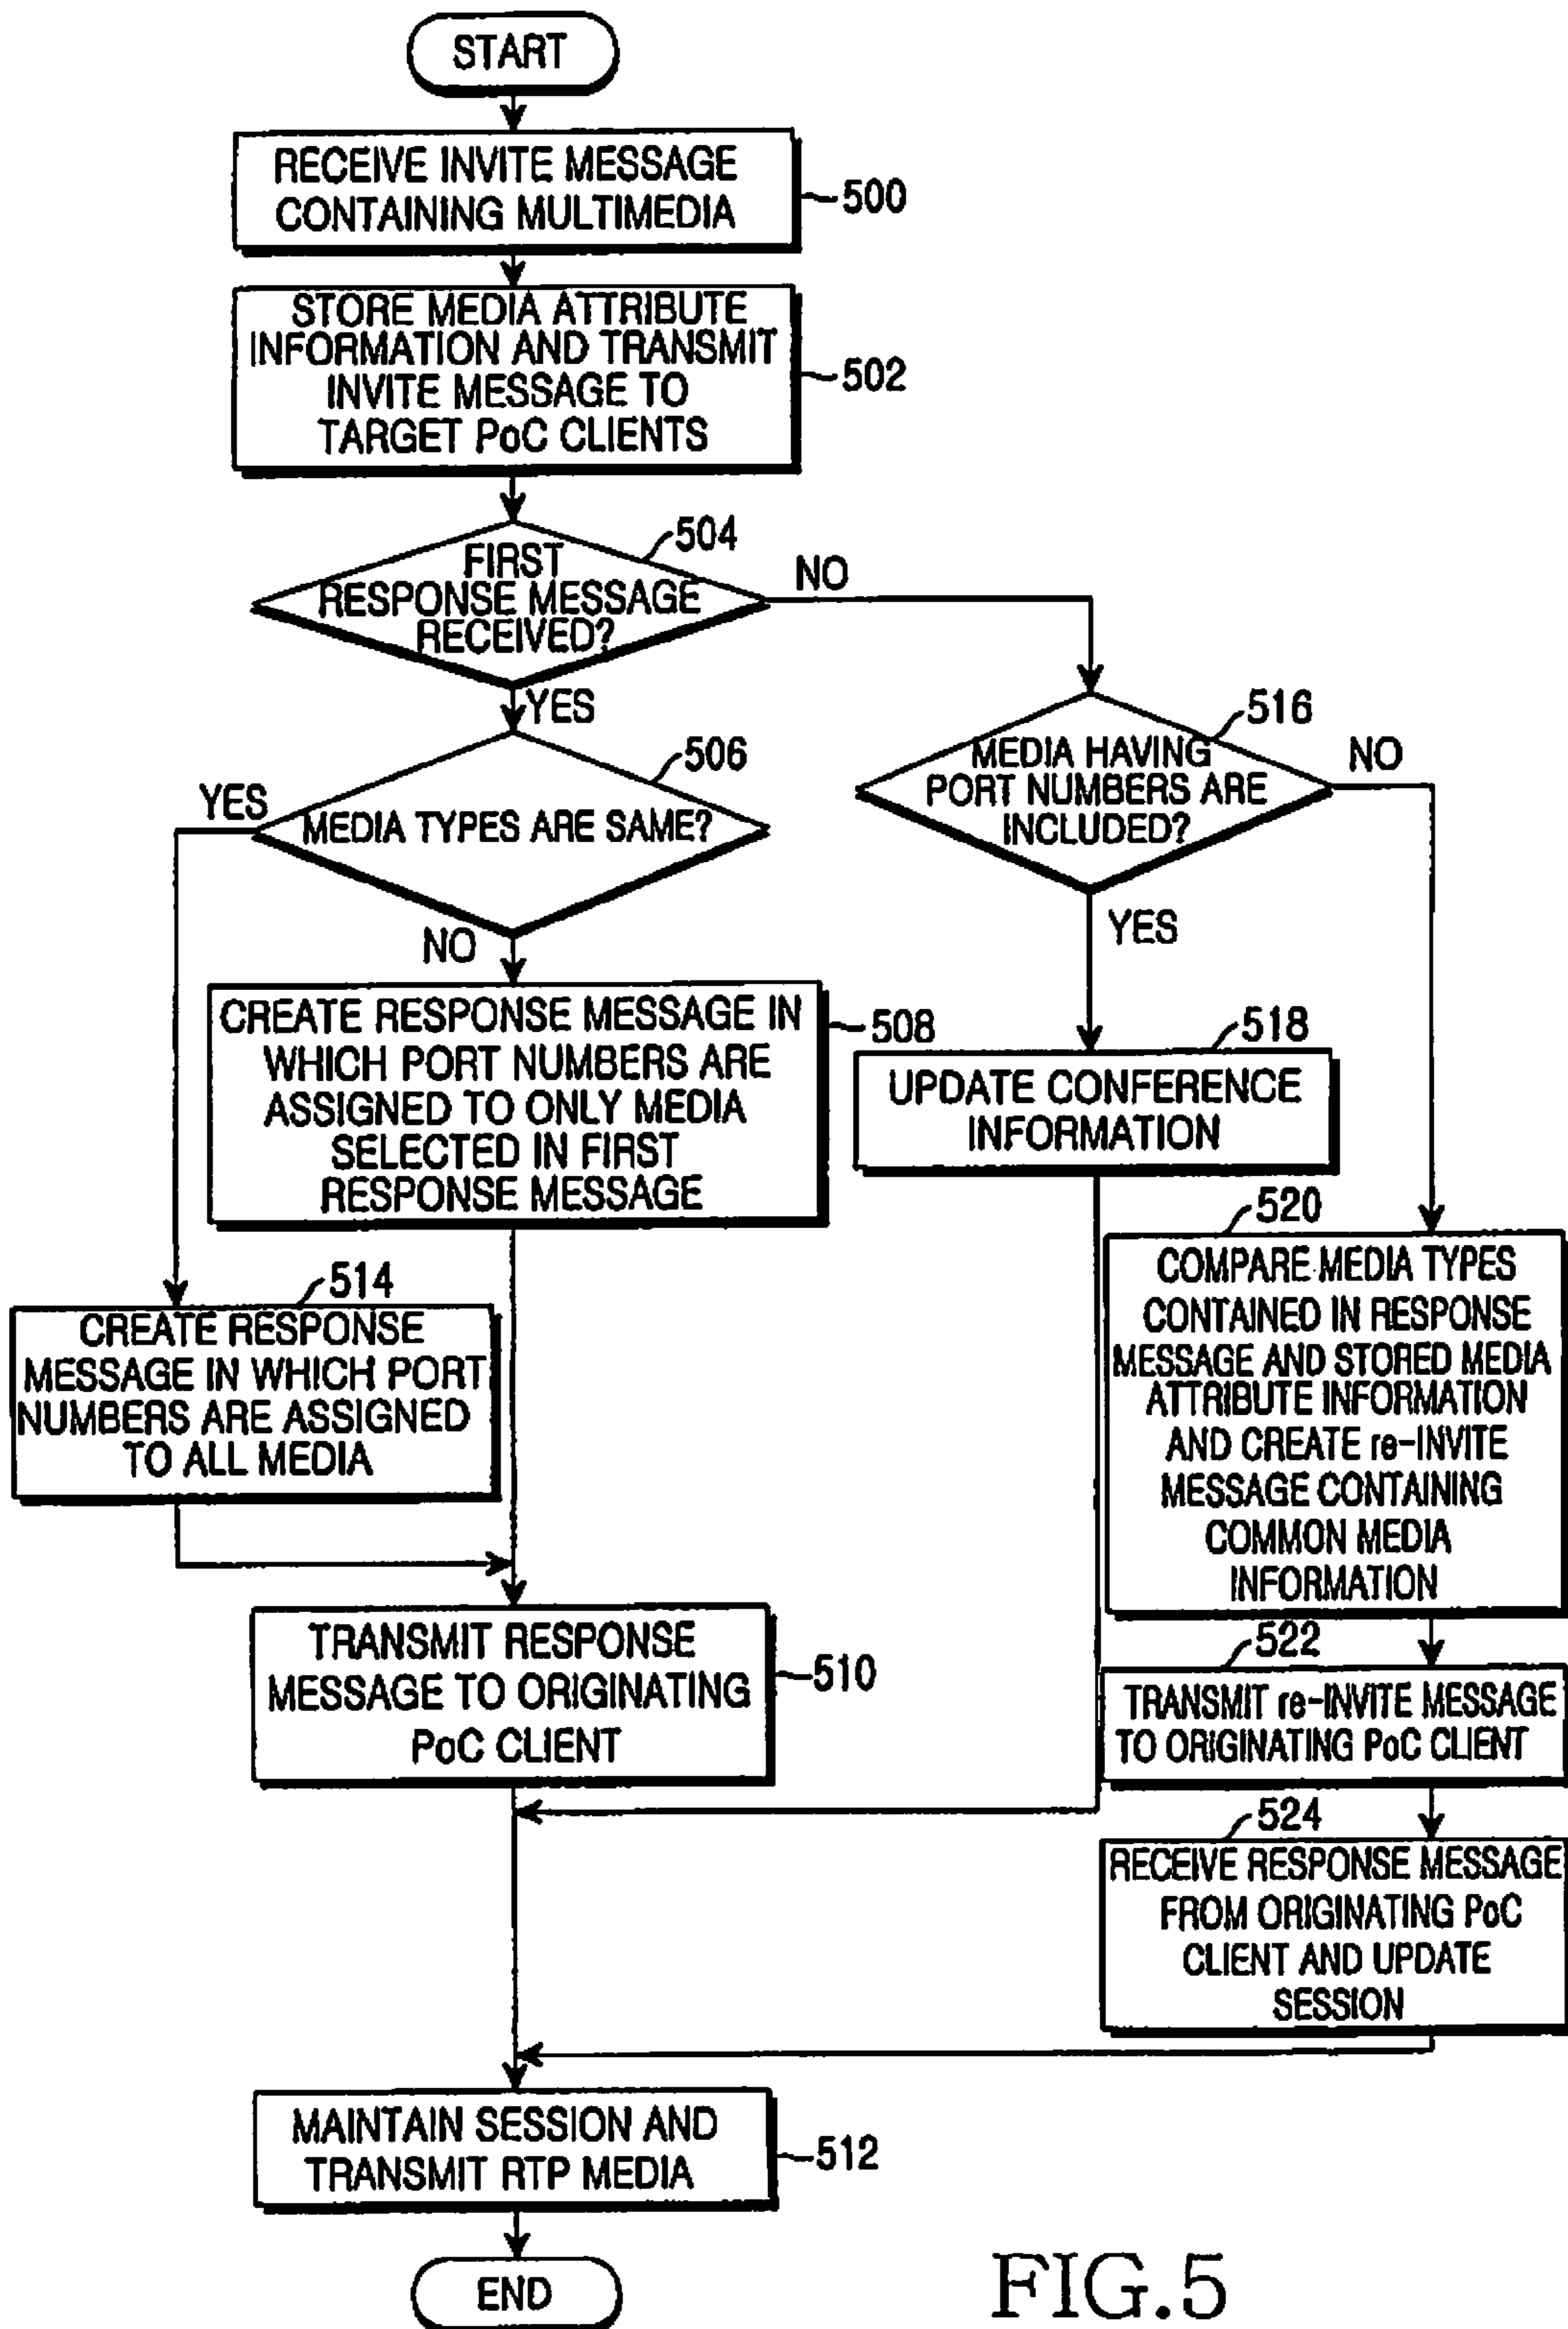 START
RECEIVE INVITE MESSAGE
CONTAINING MULTIMEDIA
500
STORE MEDIA ATTRIBUTE
INFORMATION AND TRANSMIT
INVITE MESSAGE TO
TARGET PoC CLIENTS
502
FIRST
RESPONSE MESSAGE
RECEIVED?
504
NO
YES
MEDIA TYPES ARE SAME?
506
YES
NO
MEDIA HAVING
PORT NUMBERS ARE
INCLUDED?
516
NO
YES
CREATE RESPONSE MESSAGE IN
WHICH PORT NUMBERS ARE
ASSIGNED TO ONLY MEDIA
SELECTED IN FIRST
RESPONSE MESSAGE
508
518
UPDATE CONFERENCE
INFORMATION
514
CREATE RESPONSE
MESSAGE IN WHICH PORT
NUMBERS ARE ASSIGNED
TO ALL MEDIA
520
COMPARE MEDIA TYPES
CONTAINED IN RESPONSE
MESSAGE AND STORED MEDIA
ATTRIBUTE INFORMATION
AND CREATE re-INVITE
MESSAGE CONTAINING
COMMON MEDIA
INFORMATION
TRANSMIT RESPONSE
MESSAGE TO ORIGINATING
PoC CLIENT
510
522
TRANSMIT re-INVITE MESSAGE
TO ORIGINATING PoC CLIENT
524
RECEIVE RESPONSE MESSAGE
FROM ORIGINATING PoC
CLIENT AND UPDATE
SESSION
MAINTAIN SESSION AND
TRANSMIT RTP MEDIA
512
END
FIG.5